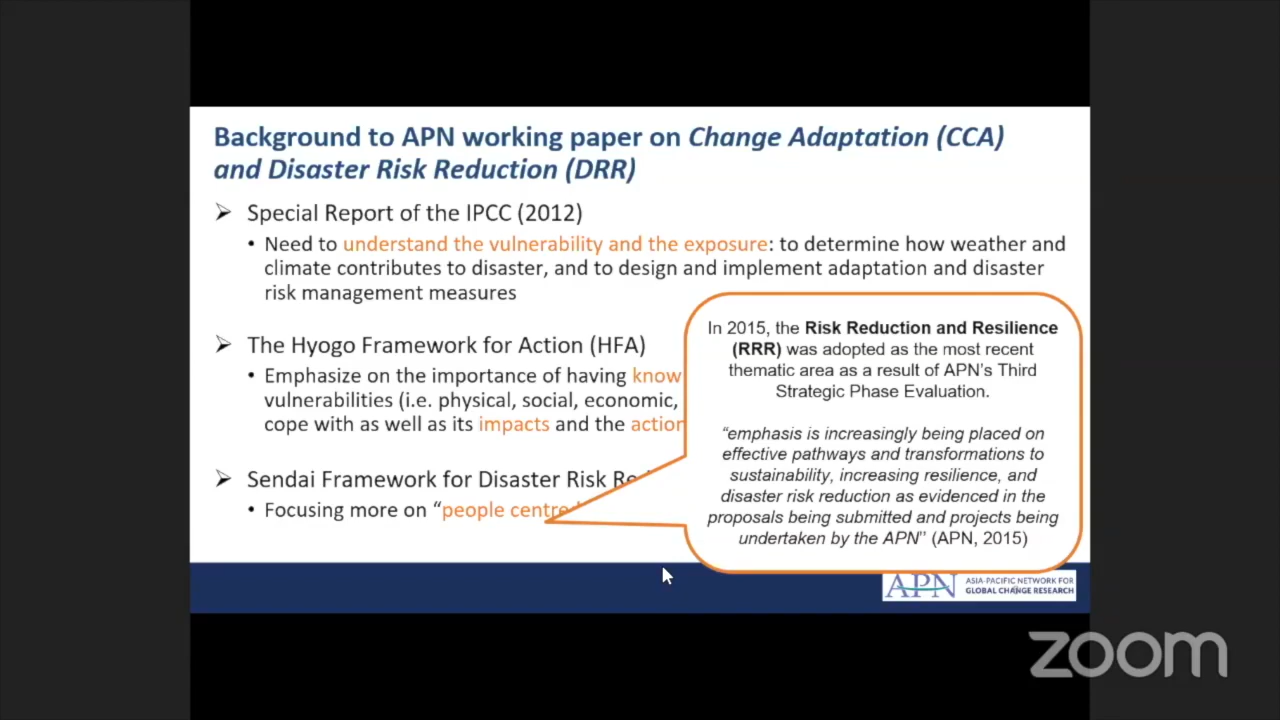 Background to APN working paper on Change Adaptation (CCA)
and Disaster Risk Reduction (DRR)
➢ Special Report of the IPCC (2012)
• Need to understand the vulnerability and the exposure: to determine how weather and
climate contributes to disaster, and to design and implement adaptation and disaster
risk management measures
➢ The Hyogo Framework for Action (HFA)
• Emphasize on the importance of having know
vulnerabilities (i.e. physical, social, economic,
cope with as well as its impacts and the action
➢ Sendai Framework for Disaster Risk
• Focusing more on "people
In 2015, the Risk Reduction and Resilience
(RRR) was adopted as the most recent
thematic area as a result of APN's Third
Strategic Phase Evaluation.
"emphasis is increasingly being placed on
effective pathways and transformations to
sustainability, increasing resilience, and
disaster risk reduction as evidenced in the
proposals being submitted and projects being
undertaken by the APN" (APN, 2015)
APN
ASIA-PACIFIC NETWORK FOR
GLOBAL CHANGE RESEARCH
zoom